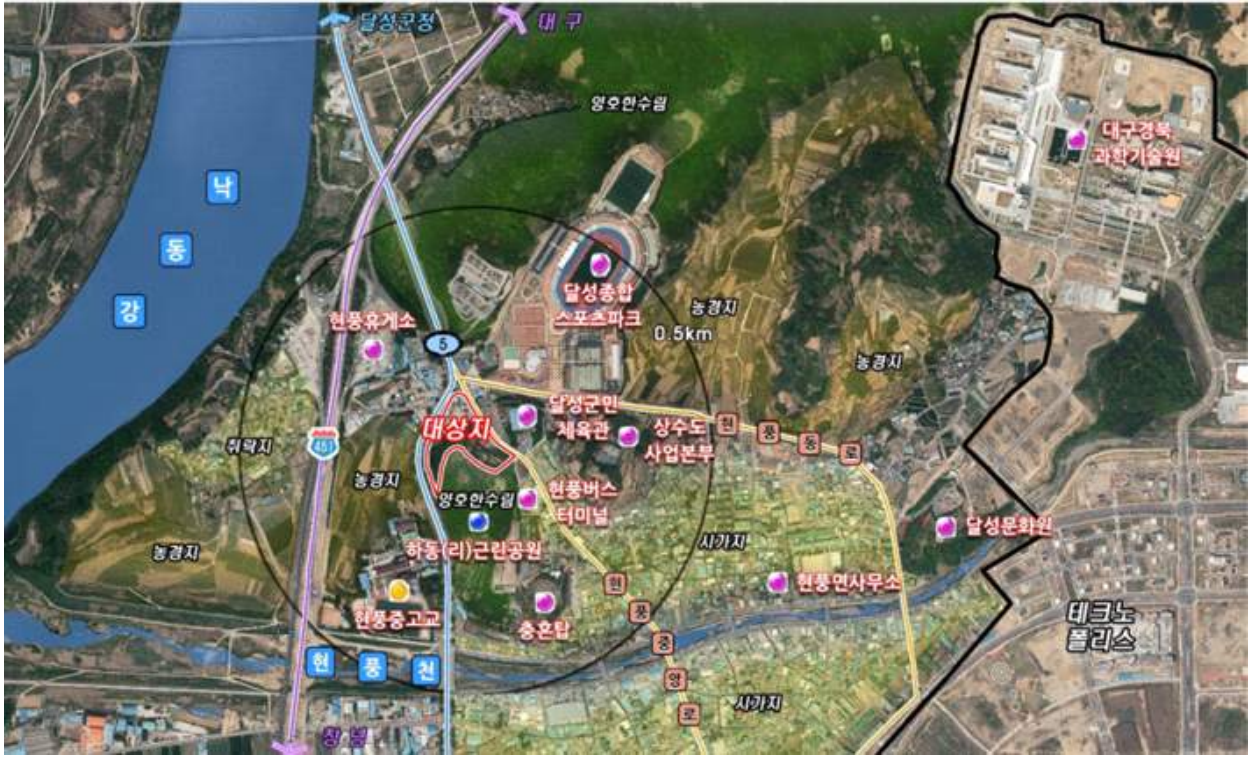 달성군정
대구
양호한수림
대구경북
과학기술원
낙
동
강
달성종합
스포츠파크
농경지
0.5km
현풍휴게소
5
농경지
대상지
달성군민
체육관
상수도
사업본부
현풍동로
취락지
451
농경지
양호한수림
현풍버스
터미널
달성문화원
시가지
농경지
하동(리)근린공원
현풍면사무소
현풍중고교
충혼탑
현풍중앙로
테크노
폴리스
현풍천
시가지
창녕